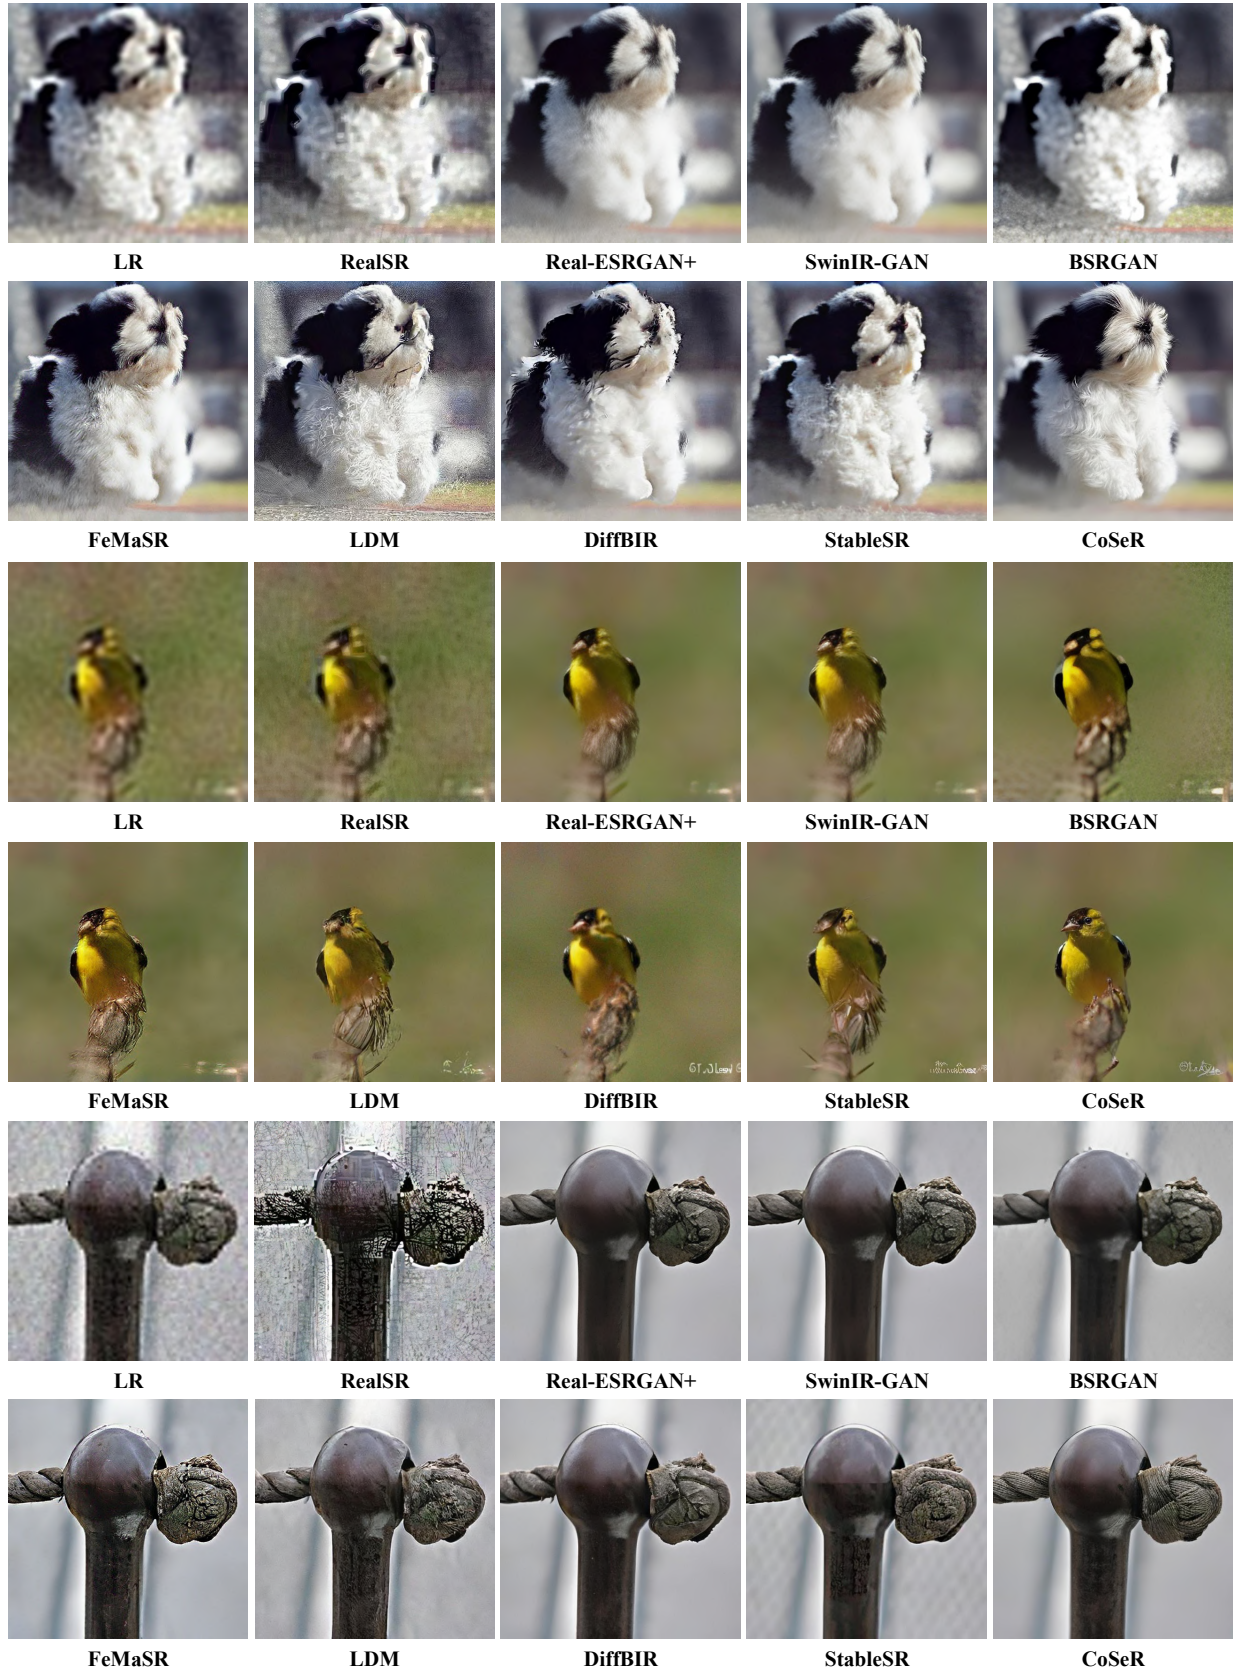 LR RealSR Real-ESRGAN+ SwinIR-GAN BSRGAN
FeMaSR LDM DiffBIR StableSR CoSeR
LR RealSR Real-ESRGAN+ SwinIR-GAN BSRGAN
FeMaSR LDM DiffBIR StableSR CoSeR
LR RealSR Real-ESRGAN+ SwinIR-GAN BSRGAN
FeMaSR LDM DiffBIR StableSR CoSeR